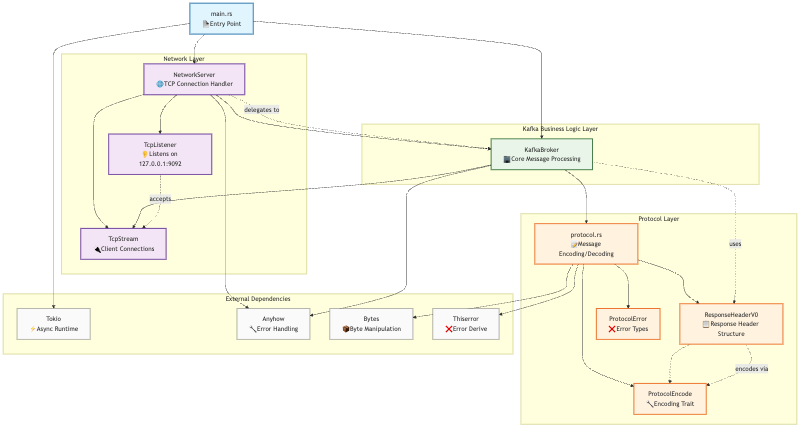 main.rs
Entry Point
Network Layer
NetworkServer
TCP Connection Handler
delegates to
TcpListener
Listens on
127.0.0.1:9092
accepts
TcpStream
Client Connections
Kafka Business Logic Layer
KafkaBroker
Core Message Processing
Protocol Layer
protocol.rs
Message
Encoding/Decoding
uses
ProtocolError
Error Types
ResponseHeaderV0
Response Header
Structure
encodes via
ProtocolEncode
Encoding Trait
External Dependencies
Tokio
Async Runtime
Anyhow
Error Handling
Bytes
Byte Manipulation
Thiserror
Error Derive